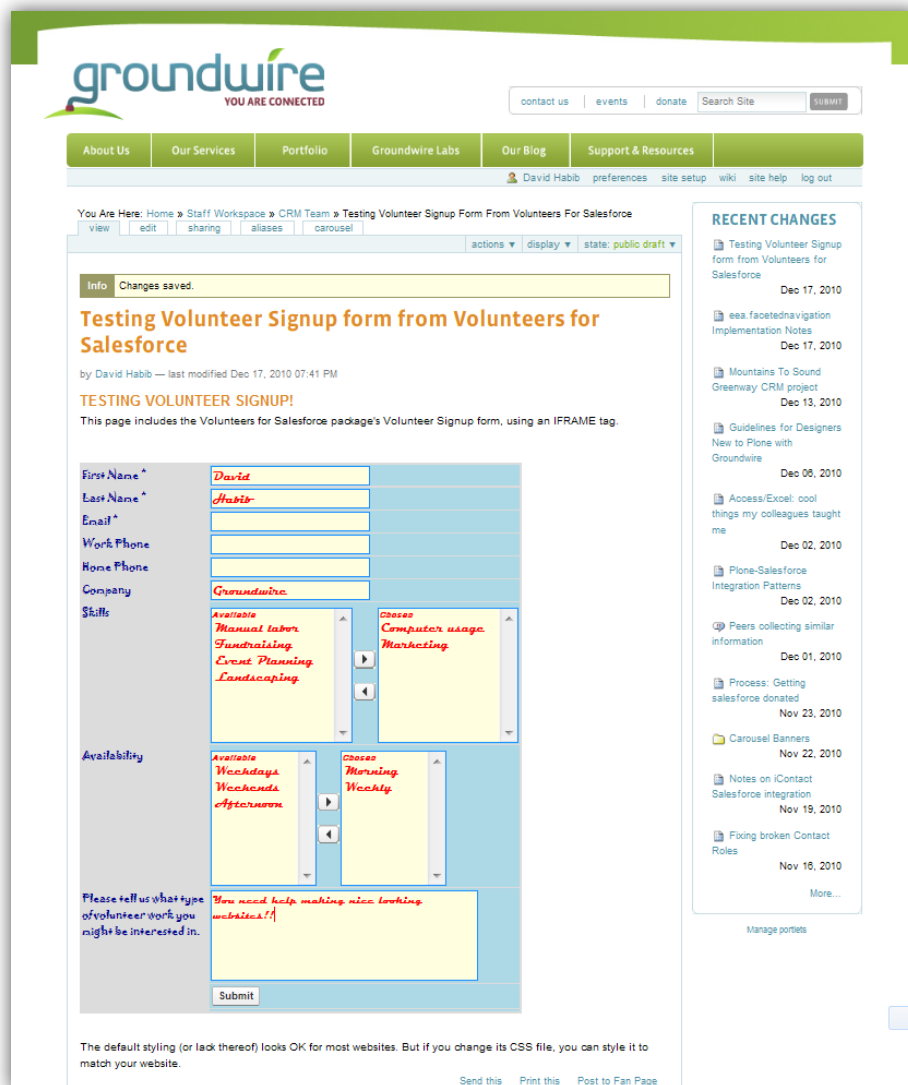 groundwire
YOU ARE CONNECTED
contact us | events | donate Search Site SUBMIT
About Us Our Services Portfolio Groundwire Labs Our Blog Support & Resources
David Habib preferences site setup wiki site help log out
You Are Here: Home » Staff Workspace » CRM Team » Testing Volunteer Signup Form From Volunteers For Salesforce
view edit sharing aliases carousel
actions ▼ display ▼ state: public draft ▼
Info Changes saved.
Testing Volunteer Signup form from Volunteers for
Salesforce
by David Habib — last modified Dec 17, 2010 07:41 PM
TESTING VOLUNTEER SIGNUP!
This page includes the Volunteers for Salesforce package's Volunteer Signup form, using an IFRAME tag.
First Name * David
Last Name * Habib
Email *
Work Phone
Home Phone
Company Groundwire
Skills
Available
Manual labor
Fundraising
Event Planning
Landscaping
Chosen
Computer usage
Marketing
Availability
Available
Weekdays
Weekends
Afternoon
Chosen
Morning
Weekly
Please tell us what type
of volunteer work you
might be interested in.
You need help making nice looking
websites!!
Submit
The default styling (or lack thereof) looks OK for most websites. But if you change its CSS file, you can style it to
match your website.
Send this Print this Post to Fan Page
RECENT CHANGES
Testing Volunteer Signup
form from Volunteers for
Salesforce
Dec 17, 2010
eea.facetednavigation
Implementation Notes
Dec 17, 2010
Mountains To Sound
Greenway CRM project
Dec 13, 2010
Guidelines for Designers
New to Plone with
Groundwire
Dec 06, 2010
Access/Excel: cool
things my colleagues taught
me
Dec 02, 2010
Plone-Salesforce
Integration Patterns
Dec 02, 2010
Peers collecting similar
information
Dec 01, 2010
Process: Getting
salesforce donated
Nov 23, 2010
Carousel Banners
Nov 22, 2010
Notes on iContact
Salesforce integration
Nov 19, 2010
Fixing broken Contact
Roles
Nov 16, 2010
More...
Manage portlets